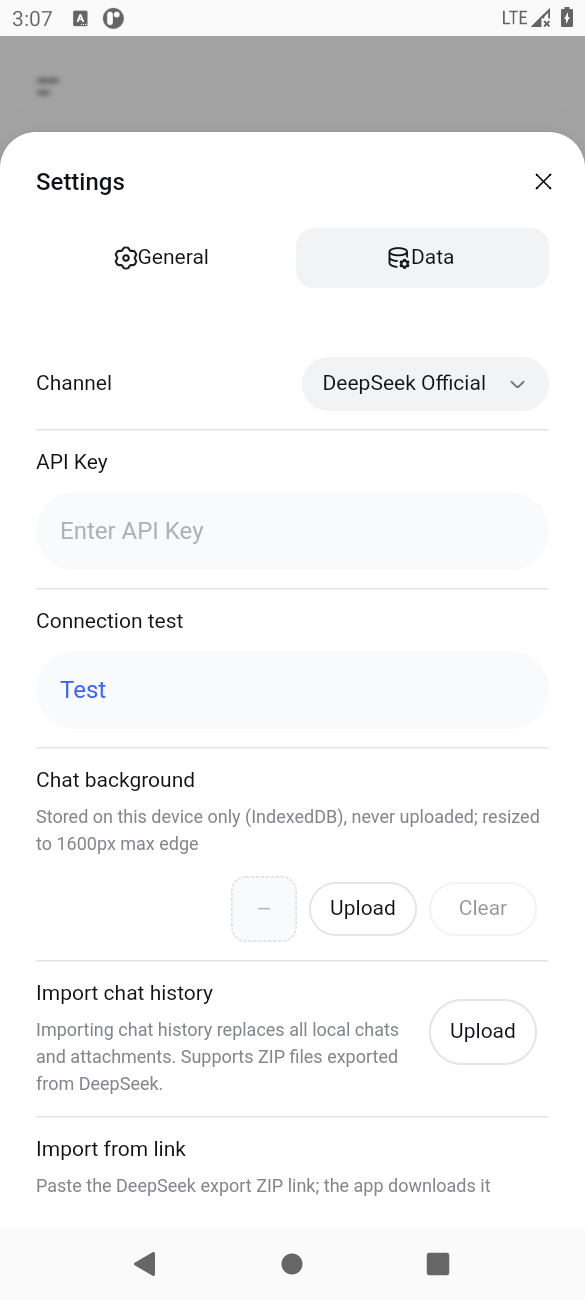 3:07
LTE
Settings
General
Data
Channel
DeepSeek Official
API Key
Enter API Key
Connection test
Test
Chat background
Stored on this device only (IndexedDB), never uploaded; resized
to 1600px max edge
–
Upload
Clear
Import chat history
Importing chat history replaces all local chats
and attachments. Supports ZIP files exported
from DeepSeek.
Upload
Import from link
Paste the DeepSeek export ZIP link; the app downloads it